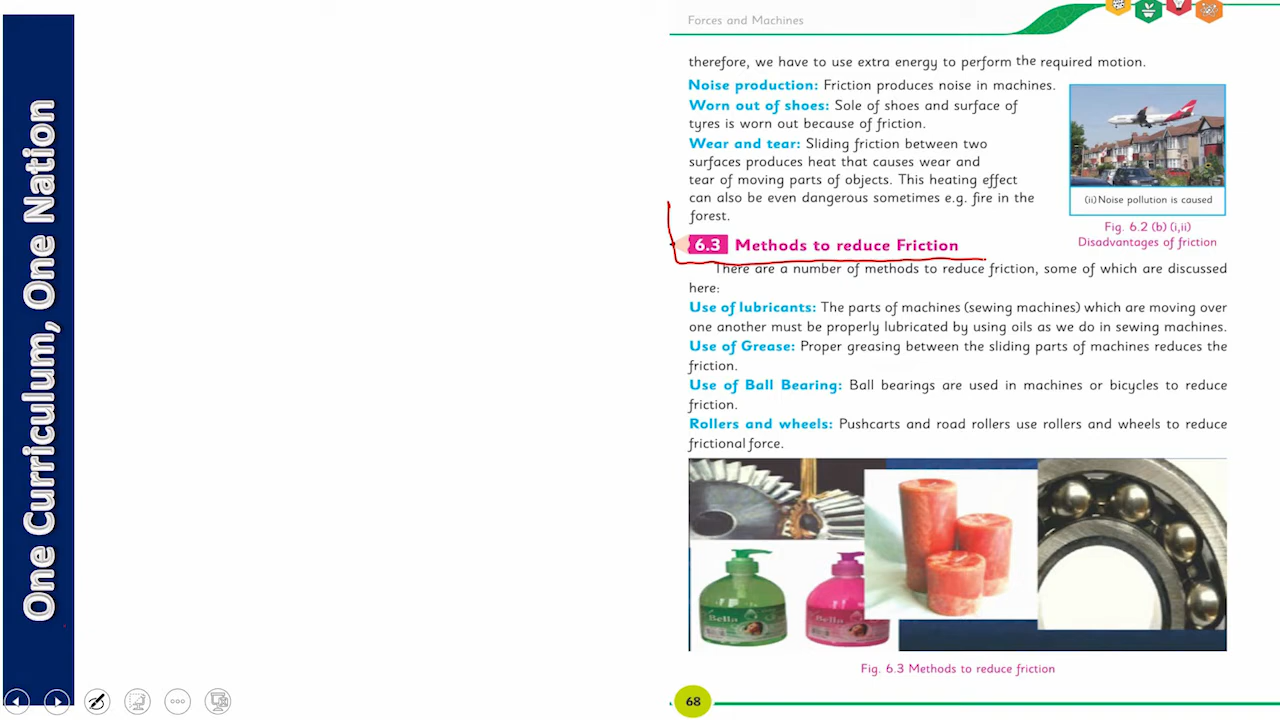 One Curriculum, One Nation
Forces and Machines
therefore, we have to use extra energy to perform the required motion.
Noise production: Friction produces noise in machines.
Worn out of shoes: Sole of shoes and surface of
tyres is worn out because of friction.
Wear and tear: Sliding friction between two
surfaces produces heat that causes wear and
tear of moving parts of objects. This heating effect
can also be even dangerous sometimes e.g. fire in the
forest.
(ii)Noise pollution is caused
Fig. 6.2 (b) (i,ii)
Disadvantages of friction
6.3 Methods to reduce Friction
There are a number of methods to reduce friction, some of which are discussed
here:
Use of lubricants: The parts of machines (sewing machines) which are moving over
one another must be properly lubricated by using oils as we do in sewing machines.
Use of Grease: Proper greasing between the sliding parts of machines reduces the
friction.
Use of Ball Bearing: Ball bearings are used in machines or bicycles to reduce
friction.
Rollers and wheels: Pushcarts and road rollers use rollers and wheels to reduce
frictional force.
Bella
Bella
Fig. 6.3 Methods to reduce friction
68